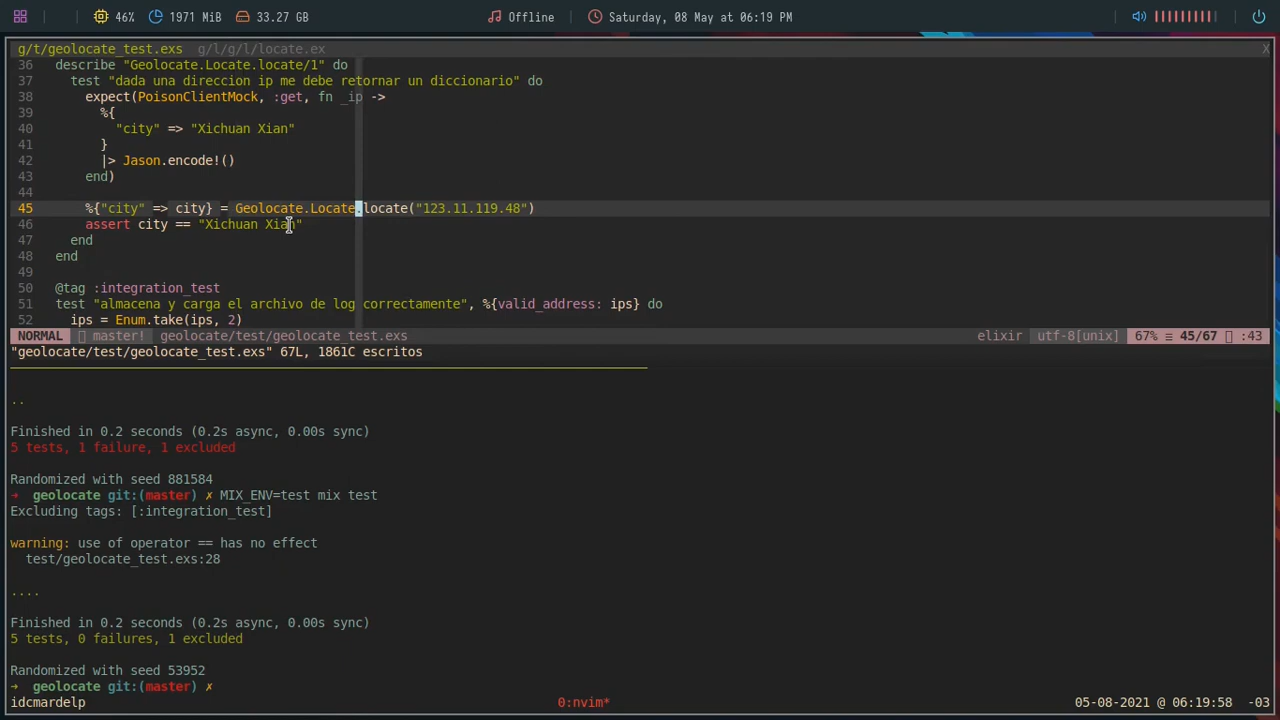 46% 1971 MiB 33.27 GB Offline Saturday, 08 May at 06:19 PM
g/t/geolocate_test.exs g/l/g/l/locate.ex X
36 describe "Geolocate.Locate.locate/1" do
37 test "dada una direccion ip me debe retornar un diccionario" do
38 expect(PoisonClientMock, :get, fn _ip ->
39 %{
40 "city" => "Xichuan Xian"
41 }
42 |> Jason.encode!()
43 end)
44
45 %{"city" => city} = Geolocate.Locate.locate("123.11.119.48")
46 assert city == "Xichuan Xian"
47 end
48 end
49
50 @tag :integration_test
51 test "almacena y carga el archivo de log correctamente", %{valid_address: ips} do
52 ips = Enum.take(ips, 2)
NORMAL master! geolocate/test/geolocate_test.exs elixir utf-8[unix] 67% ≡ 45/67 :43
"geolocate/test/geolocate_test.exs" 67L, 1861C escritos
..
Finished in 0.2 seconds (0.2s async, 0.00s sync)
5 tests, 1 failure, 1 excluded
Randomized with seed 881584
→ geolocate git:(master) ✗ MIX_ENV=test mix test
Excluding tags: [:integration_test]
warning: use of operator == has no effect
test/geolocate_test.exs:28
....
Finished in 0.2 seconds (0.2s async, 0.00s sync)
5 tests, 0 failures, 1 excluded
Randomized with seed 53952
→ geolocate git:(master) ✗
idcmardelp 0:nvim* 05-08-2021 @ 06:19:58 -03